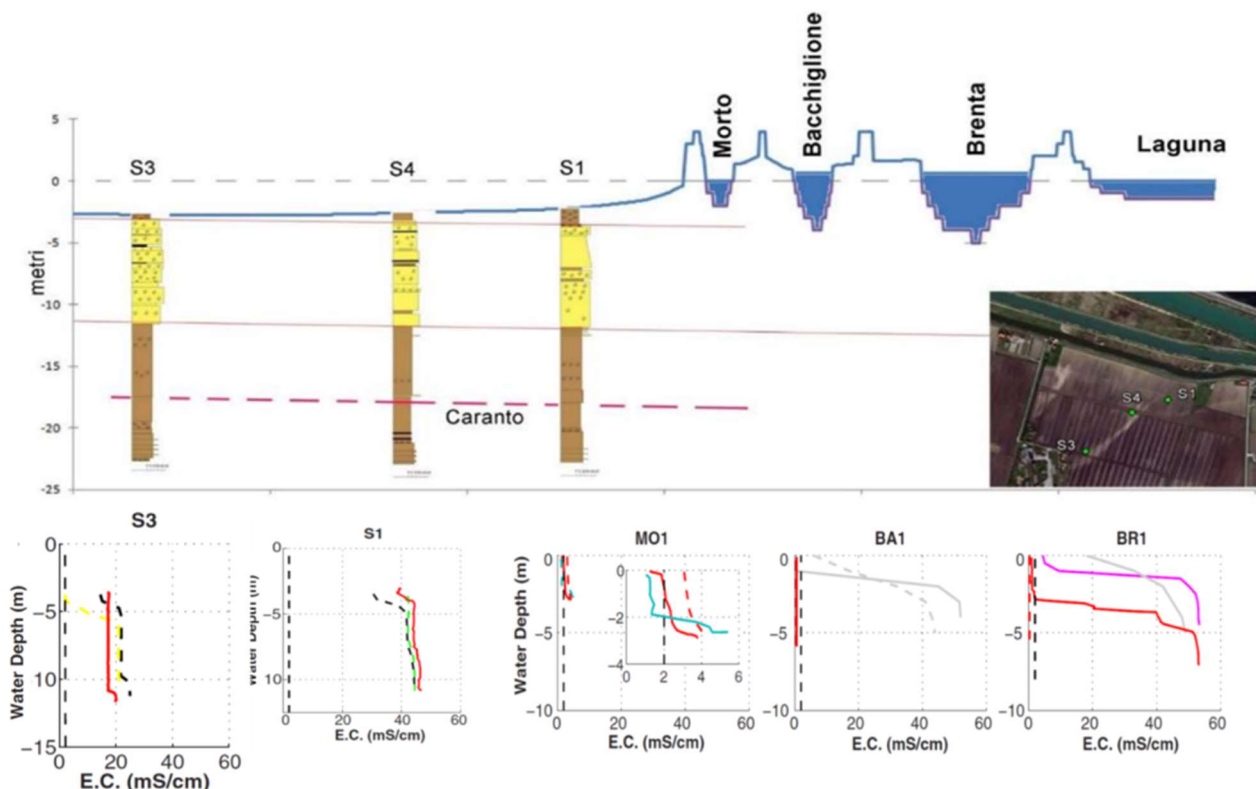 Morto
Bacchiglione
Brenta
Laguna
5
0
-5
-10
-15
-20
-25
metri
S3
S4
S1
Caranto
S4
S1
S3
S3
0
−5
10
−15
Water Depth (m)
0
20
40
60
E.C. (mS/cm)
S1
0
−5
10
0
20
40
60
E.C. (mS/cm)
MO1
0
−5
−10
Water Depth (m)
0
−2
−4
0
2
4
6
Water Depth (m)
0
20
40
60
E.C. (mS/cm)
BA1
0
−5
−10
0
20
40
60
E.C. (mS/cm)
BR1
0
−5
−10
0
20
40
60
E.C. (mS/cm)